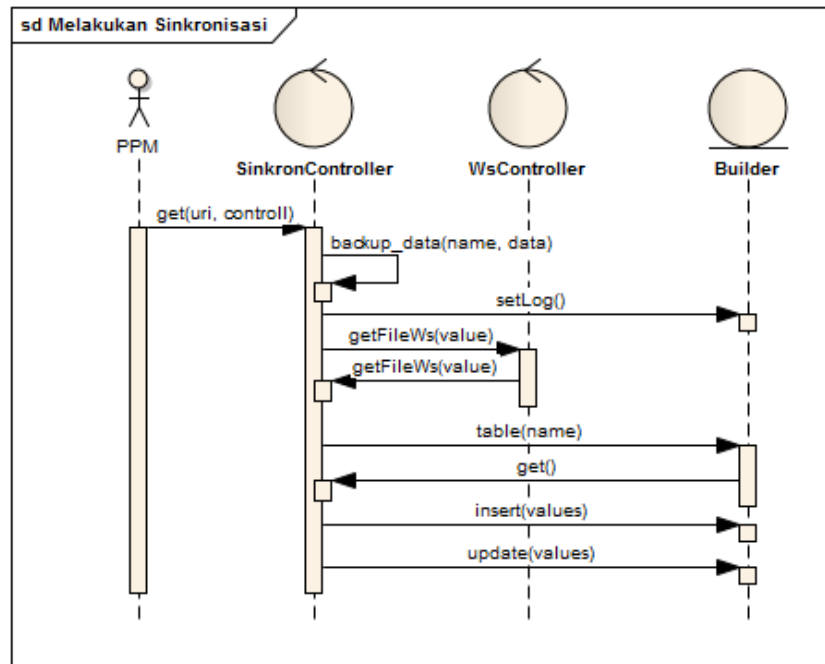 sd Melakukan Sinkronisasi
PPM
SinkronController
WsController
Builder
get(uri, controll)
backup_data(name, data)
setLog()
getFileWs(value)
getFileWs(value)
table(name)
get()
insert(values)
update(values)